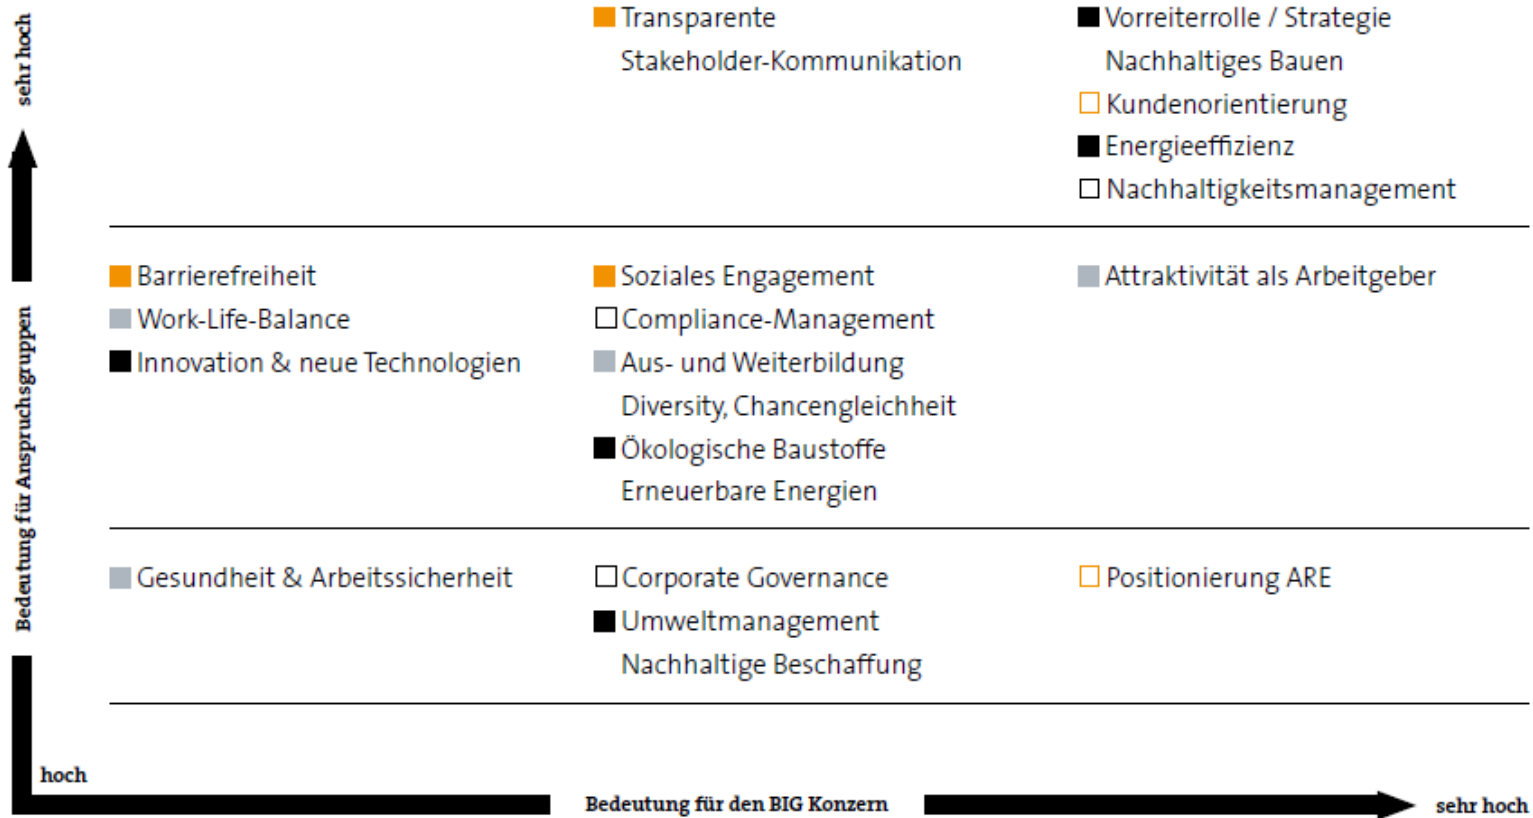 sehr hoch
Transparente
Stakeholder-Kommunikation
Vorreiterrolle / Strategie
Nachhaltiges Bauen
Kundenorientierung
Energieeffizienz
Nachhaltigkeitsmanagement
Bedeutung für Anspruchsgruppen
Barrierefreiheit
Work-Life-Balance
Innovation & neue Technologien
Soziales Engagement
Compliance-Management
Aus- und Weiterbildung
Diversity, Chancengleichheit
Ökologische Baustoffe
Erneuerbare Energien
Attraktivität als Arbeitgeber
Gesundheit & Arbeitssicherheit
Corporate Governance
Umweltmanagement
Nachhaltige Beschaffung
Positionierung ARE
hoch
Bedeutung für den BIG Konzern
sehr hoch